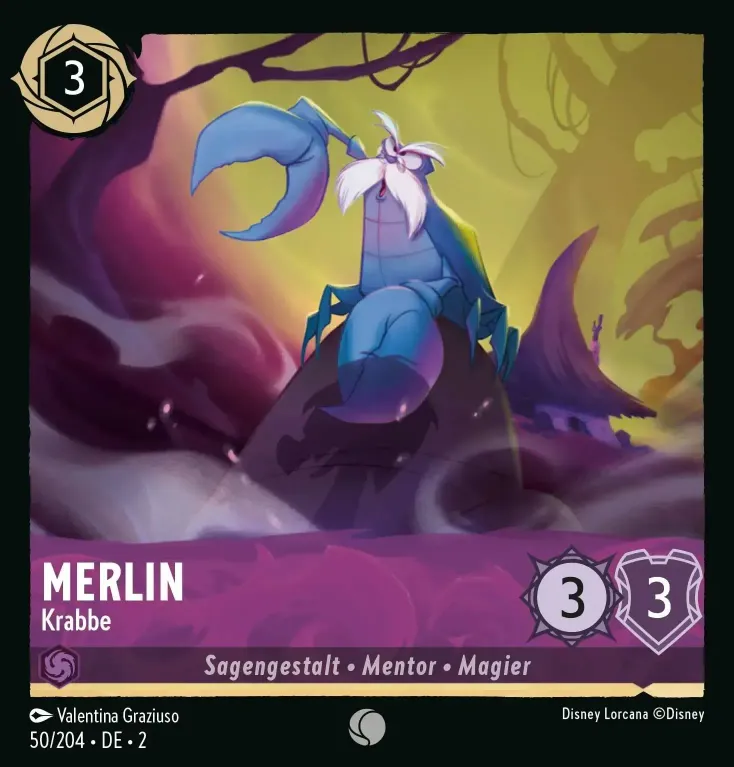 3
MERLIN
Krabbe
3 3
Sagengestalt • Mentor • Magier
Valentina Graziuso
Disney Lorcana ©Disney
50/204 • DE • 2